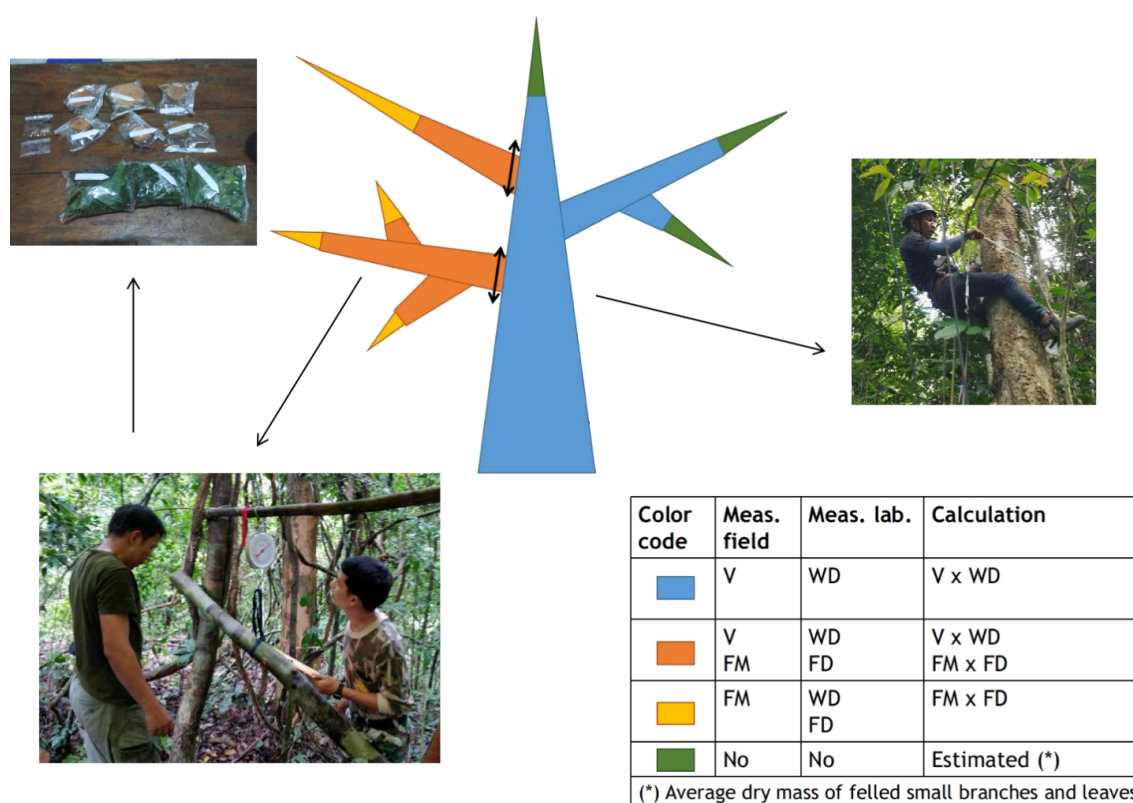 Color code Meas. field Meas. lab. Calculation
V WD V x WD
V WD V x WD
FM FD FM x FD
FM WD FM x FD
FD
No No Estimated (*)
(*) Average dry mass of felled small branches and leaves